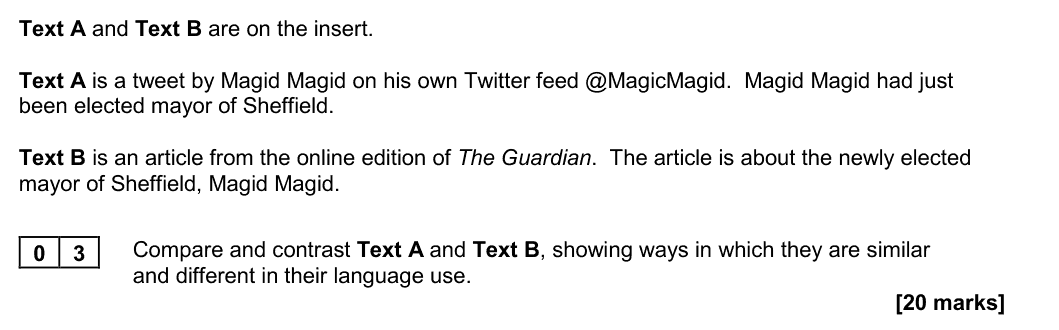 Text A and Text B are on the insert.
Text A is a tweet by Magid Magid on his own Twitter feed @MagicMagid.  Magid Magid had just
been elected mayor of Sheffield.
Text B is an article from the online edition of The Guardian.  The article is about the newly elected
mayor of Sheffield, Magid Magid.
0 3 Compare and contrast Text A and Text B, showing ways in which they are similar
and different in their language use.
[20 marks]